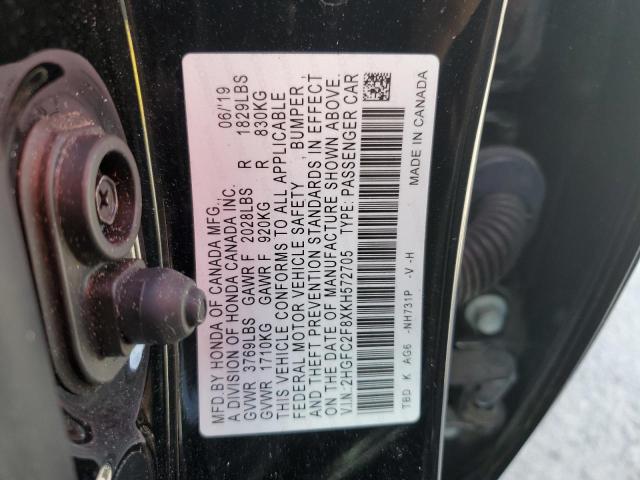 MFD.BY HONDA OF CANADA MFG., 06/'19
A DIVISION OF HONDA CANADA INC.
GVWR 3769LBS GAWR F 2028LBS R 1829LBS
GVWR 1710KG GAWR F 920KG R 830KG
THIS VEHICLE CONFORMS TO ALL APPLICABLE
FEDERAL MOTOR VEHICLE SAFETY , BUMPER ,
AND THEFT PREVENTION STANDARDS IN EFFECT
ON THE DATE OF MANUFACTURE SHOWN ABOVE.
V.I.N.:2HGFC2F8XKH572705 TYPE: PASSENGER CAR
TBD K AG6 -NH731P -V -H MADE IN CANADA